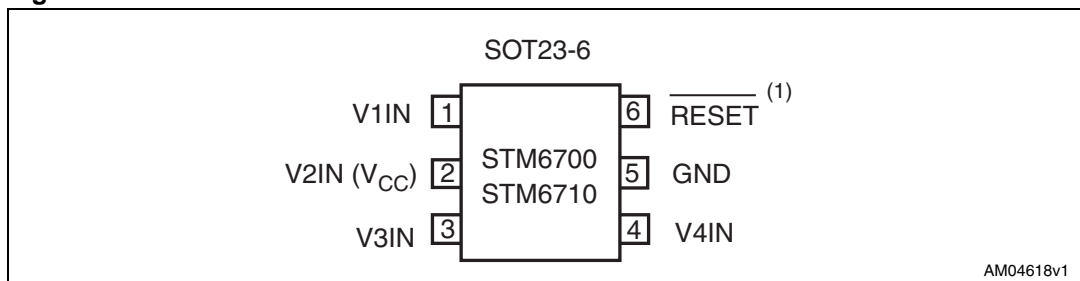 SOT23-6
V1IN 1 6 RESET (1)
V2IN (VCC) 2 STM6700 5 GND
STM6710
V3IN 3 4 V4IN
AM04618v1